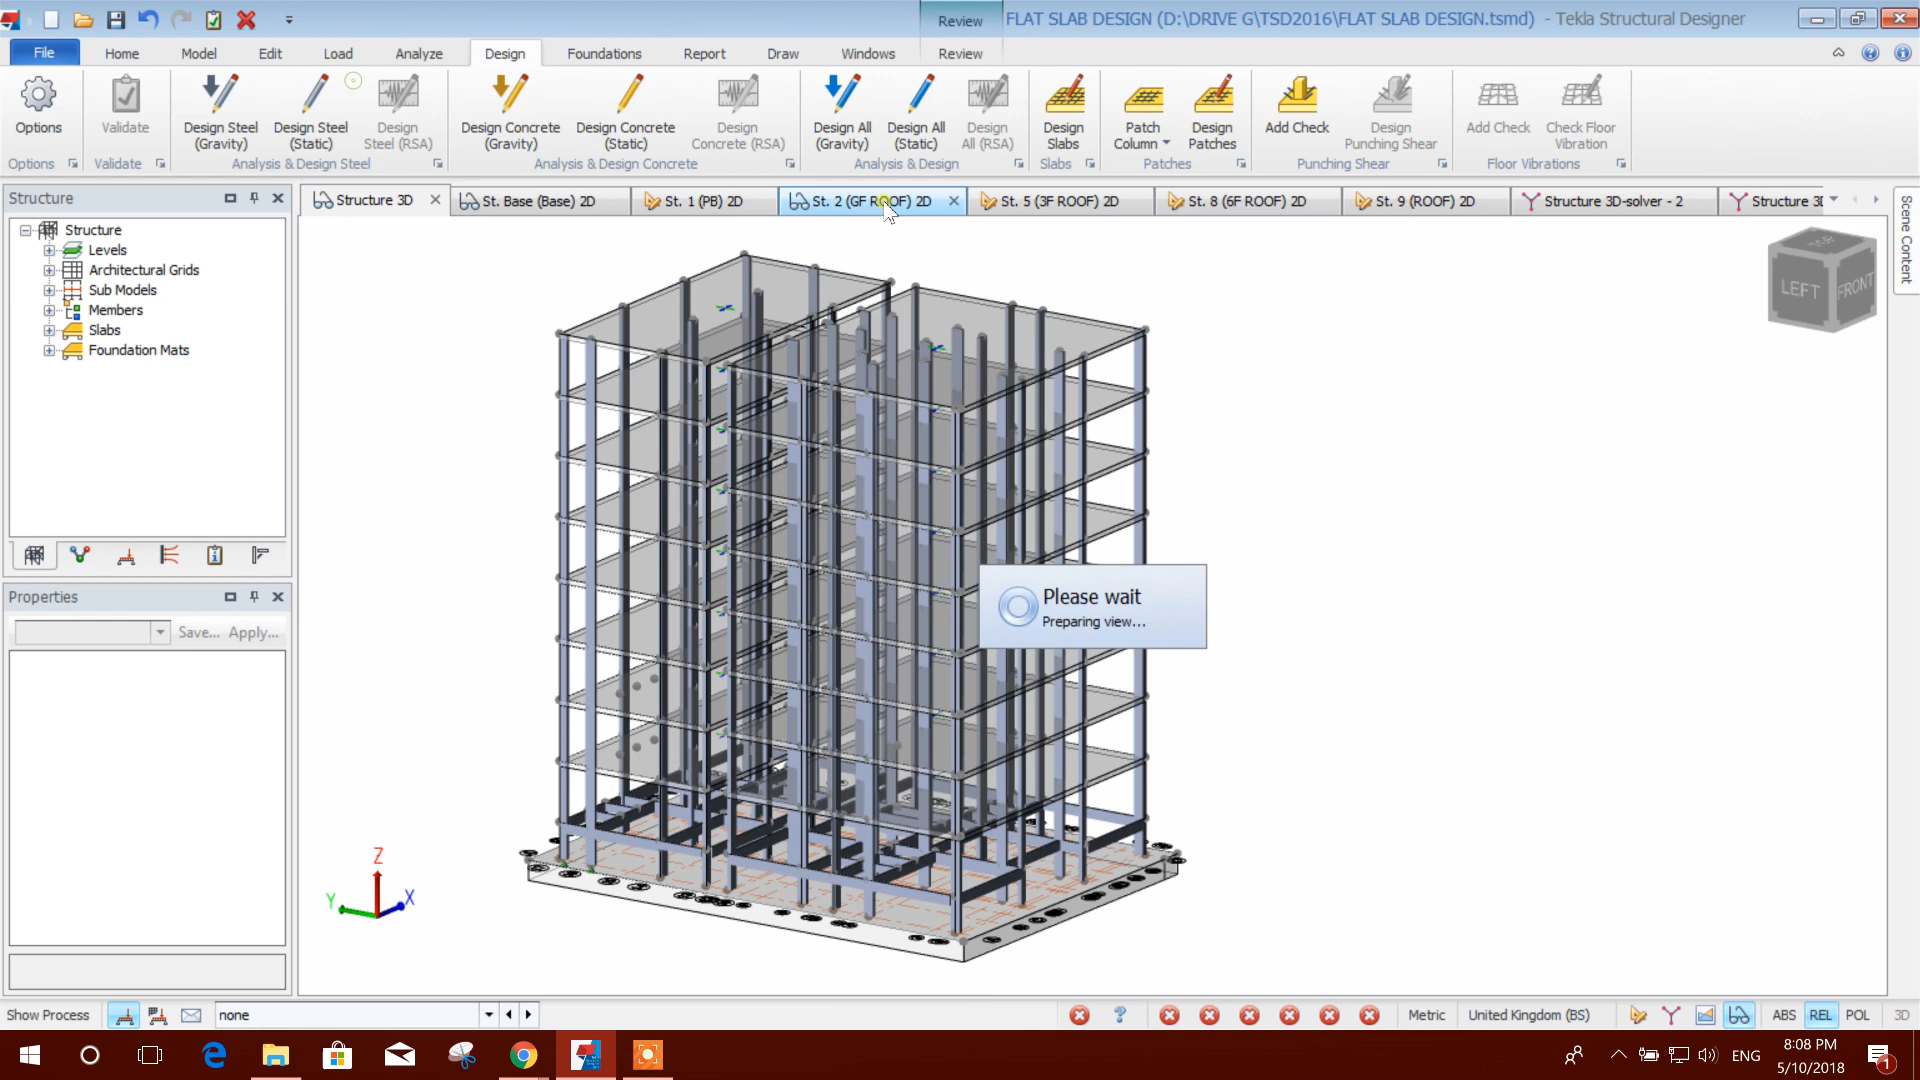 Review
FLAT SLAB DESIGN (D:\DRIVE G\TSD2016\FLAT SLAB DESIGN.tsmd) - Tekla Structural Designer
File
Home
Model
Edit
Load
Analyze
Design
Foundations
Report
Draw
Windows
Review
Options
Validate
Design Steel
(Gravity)
Design Steel
(Static)
Design
Steel (RSA)
Design Concrete
(Gravity)
Design Concrete
(Static)
Design
Concrete (RSA)
Design All
(Gravity)
Design All
(Static)
Design
All (RSA)
Design
Slabs
Patch
Column
Design
Patches
Add Check
Design
Punching Shear
Add Check
Check Floor
Vibration
Options
Validate
Analysis & Design Steel
Analysis & Design Concrete
Analysis & Design
Slabs
Patches
Punching Shear
Floor Vibrations
Structure
Structure 3D
St. Base (Base) 2D
St. 1 (PB) 2D
St. 2 (GF ROOF) 2D
St. 5 (3F ROOF) 2D
St. 8 (6F ROOF) 2D
St. 9 (ROOF) 2D
Structure 3D-solver - 2
Scene Content
Structure
Levels
Architectural Grids
Sub Models
Members
Slabs
Foundation Mats
TOP
LEFT
FRONT
Properties
Save... Apply...
Please wait
Preparing view...
Z
Y
X
Show Process
none
Metric
United Kingdom (BS)
ABS
REL
POL
3D
ENG
8:08 PM
5/10/2018
1